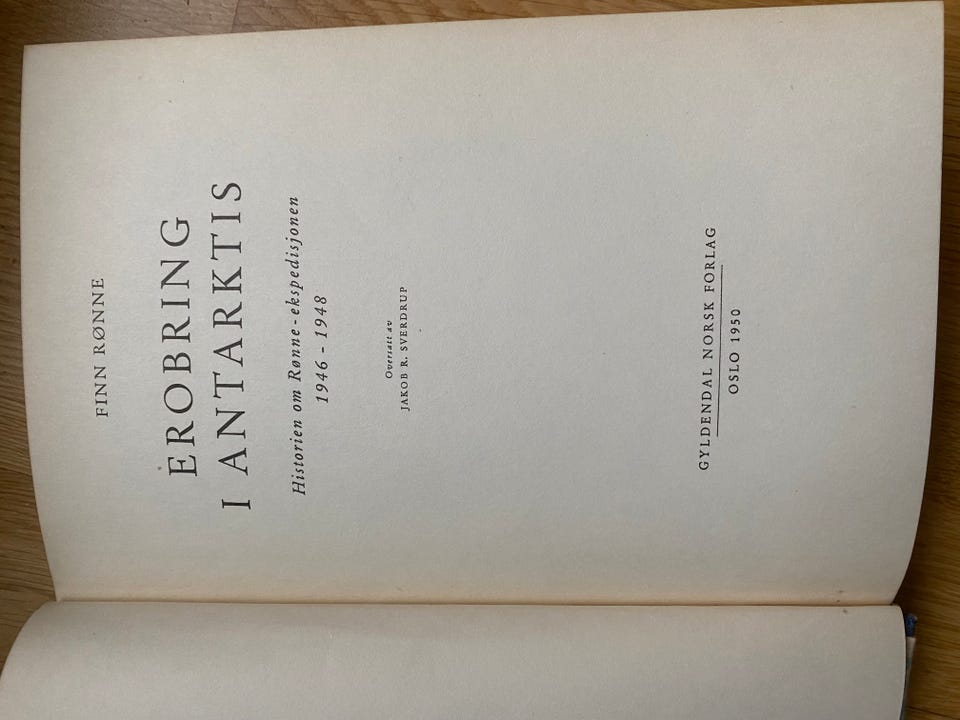 FINN RØNNE
EROBRING
I ANTARKTIS
Historien om Rønne-ekspedisjonen
1946 - 1948
Oversatt av
JAKOB R. SVERDRUP
GYLDENDAL NORSK FORLAG
OSLO 1950